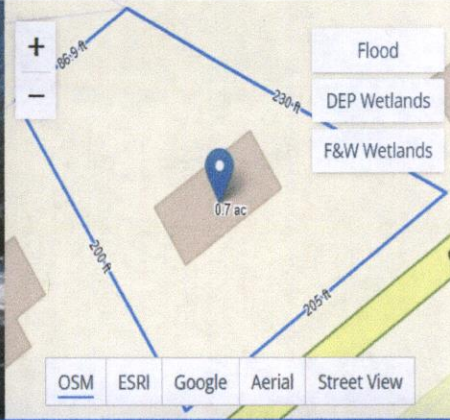 +
86.9 ft
Flood
−
230 ft
DEP Wetlands
F&W Wetlands
0.7 ac
200 ft
205 ft
OSM ESRI Google Aerial Street View